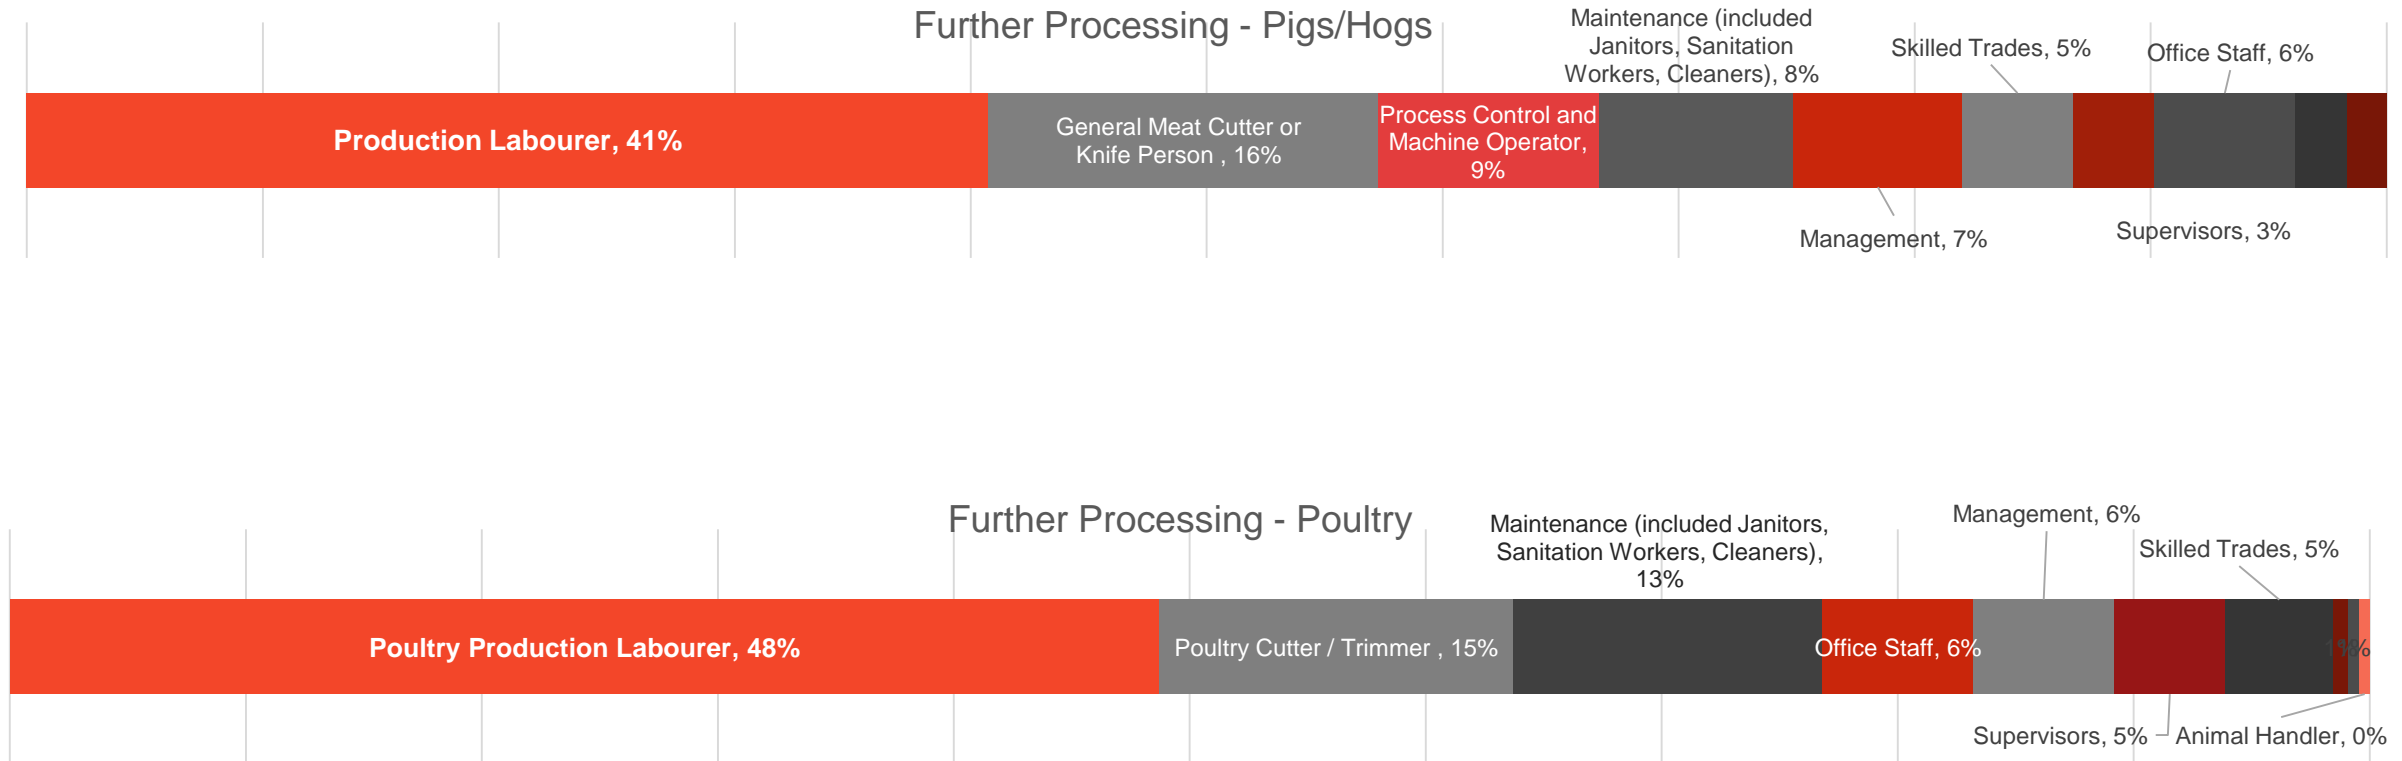 Further Processing - Pigs/Hogs
Maintenance (included
Janitors, Sanitation
Workers, Cleaners), 8%
Skilled Trades, 5%
Office Staff, 6%
Production Labourer, 41%
General Meat Cutter or
Knife Person , 16%
Process Control and
Machine Operator,
9%
Management, 7%
Supervisors, 3%
Further Processing - Poultry
Maintenance (included Janitors,
Sanitation Workers, Cleaners),
13%
Management, 6%
Skilled Trades, 5%
Poultry Production Labourer, 48%
Poultry Cutter / Trimmer , 15%
Office Staff, 6%
Supervisors, 5%
Animal Handler, 0%